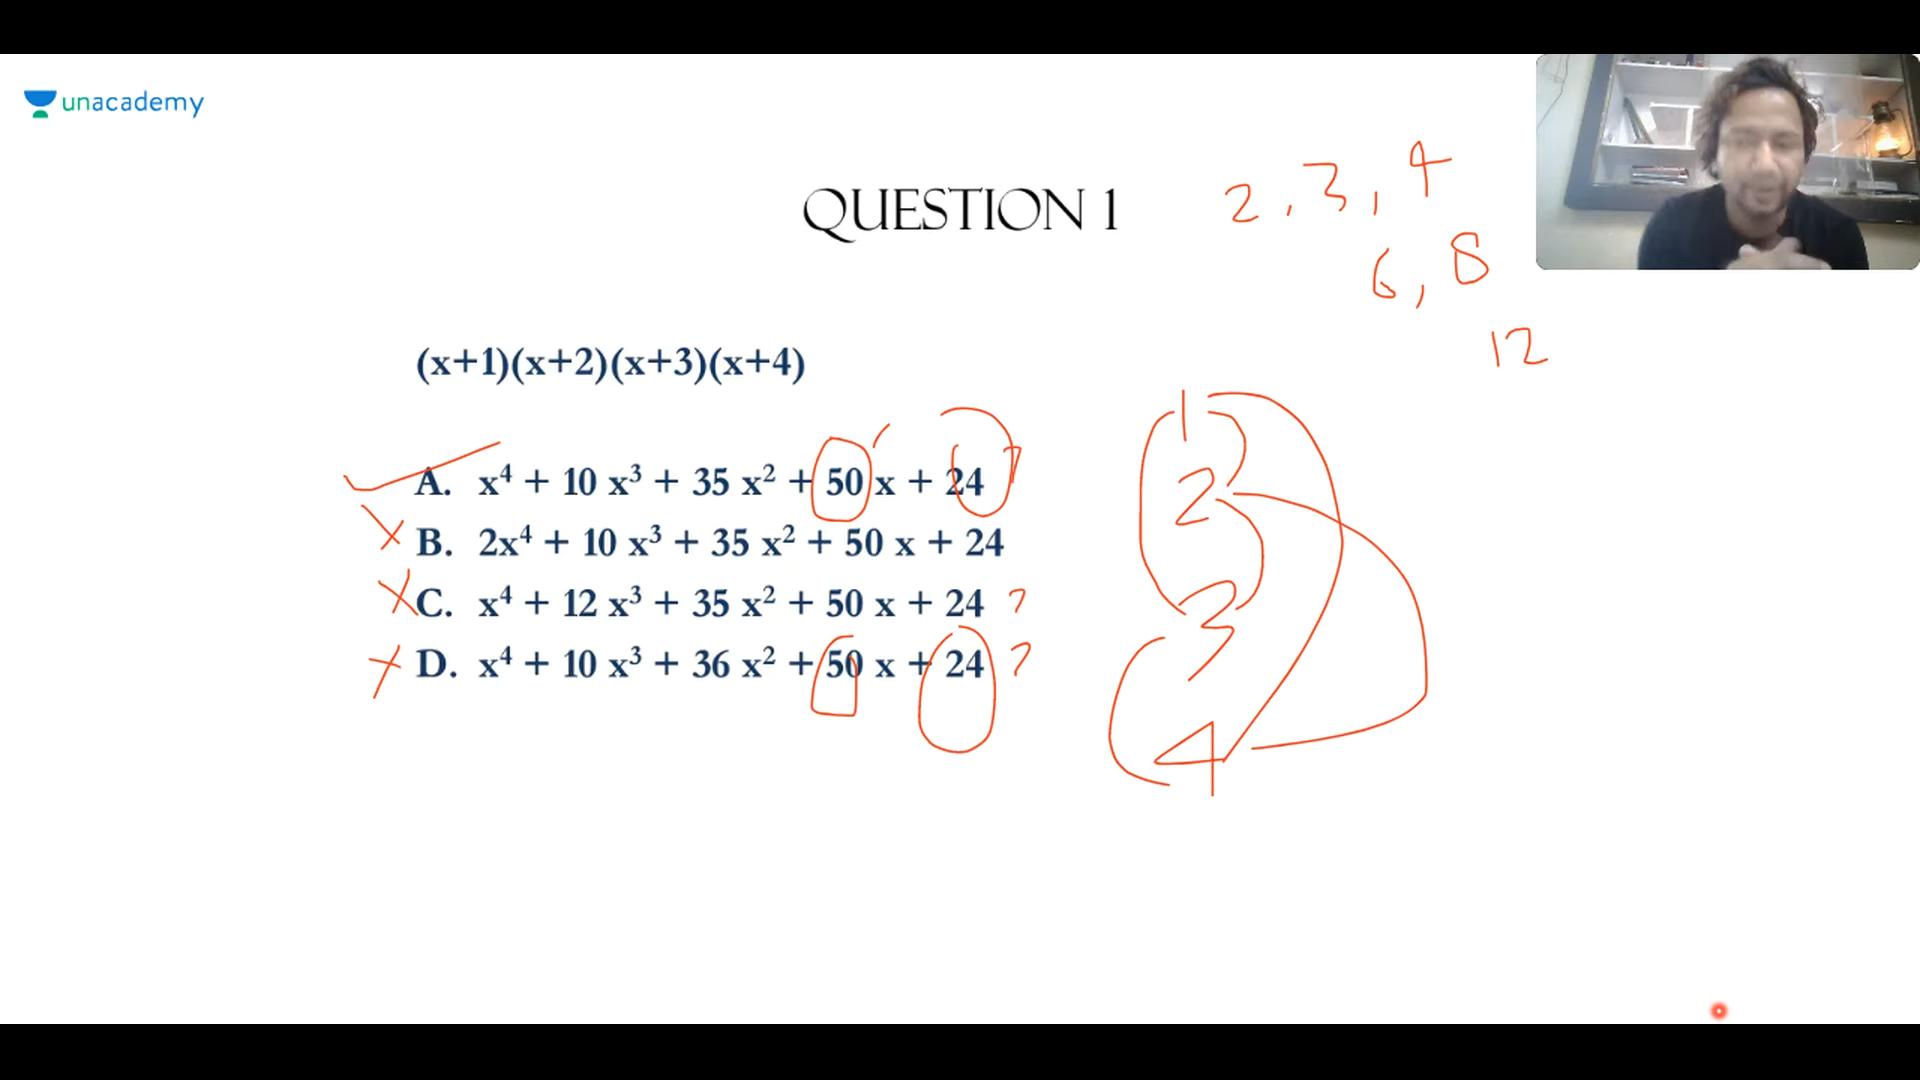 unacademy
QUESTION 1
2, 3, 4
6, 8
12
(x+1)(x+2)(x+3)(x+4)
A. x⁴ + 10 x³ + 35 x² + 50 x + 24 ?
B. 2x⁴ + 10 x³ + 35 x² + 50 x + 24
C. x⁴ + 12 x³ + 35 x² + 50 x + 24 ?
D. x⁴ + 10 x³ + 36 x² + 50 x + 24 ?
1
2
3
4